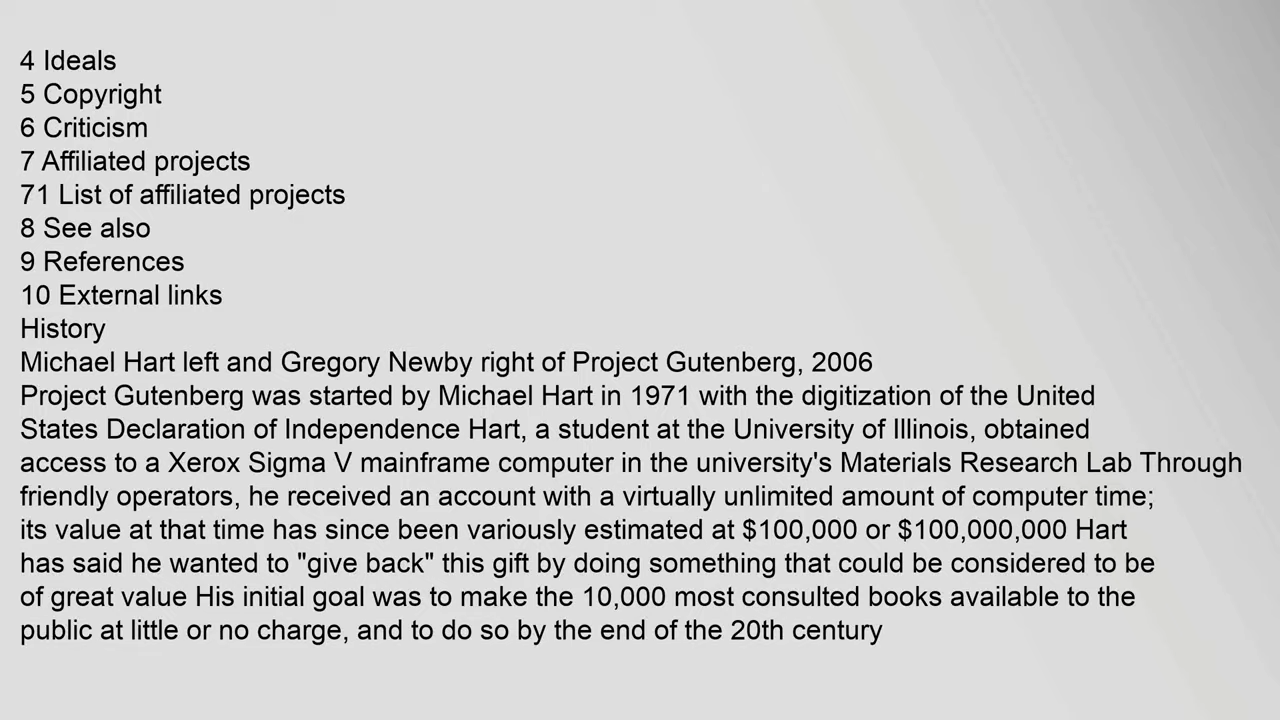 4 Ideals
5 Copyright
6 Criticism
7 Affiliated projects
71 List of affiliated projects
8 See also
9 References
10 External links
History
Michael Hart left and Gregory Newby right of Project Gutenberg, 2006
Project Gutenberg was started by Michael Hart in 1971 with the digitization of the United
States Declaration of Independence Hart, a student at the University of Illinois, obtained
access to a Xerox Sigma V mainframe computer in the university's Materials Research Lab Through
friendly operators, he received an account with a virtually unlimited amount of computer time;
its value at that time has since been variously estimated at $100,000 or $100,000,000 Hart
has said he wanted to "give back" this gift by doing something that could be considered to be
of great value His initial goal was to make the 10,000 most consulted books available to the
public at little or no charge, and to do so by the end of the 20th century